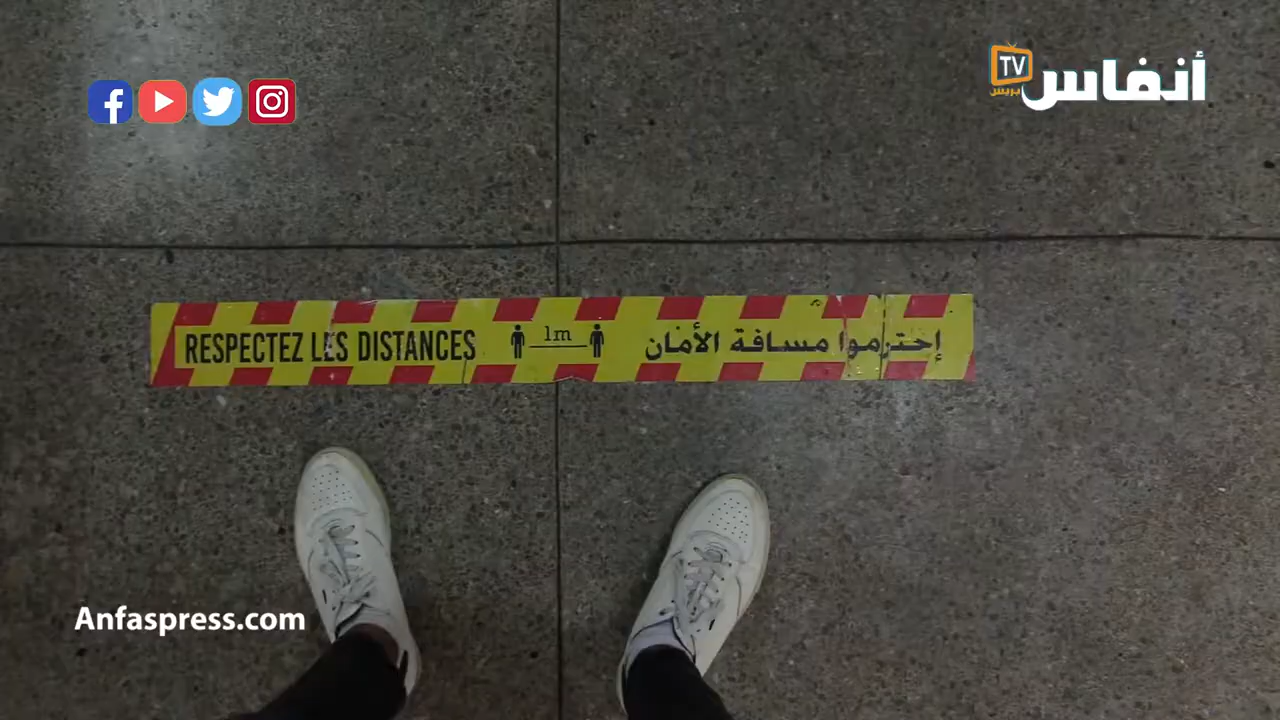 TV أنفاس
بريس
RESPECTEZ LES DISTANCES 1m إحترموا مسافة الأمان
Anfaspress.com